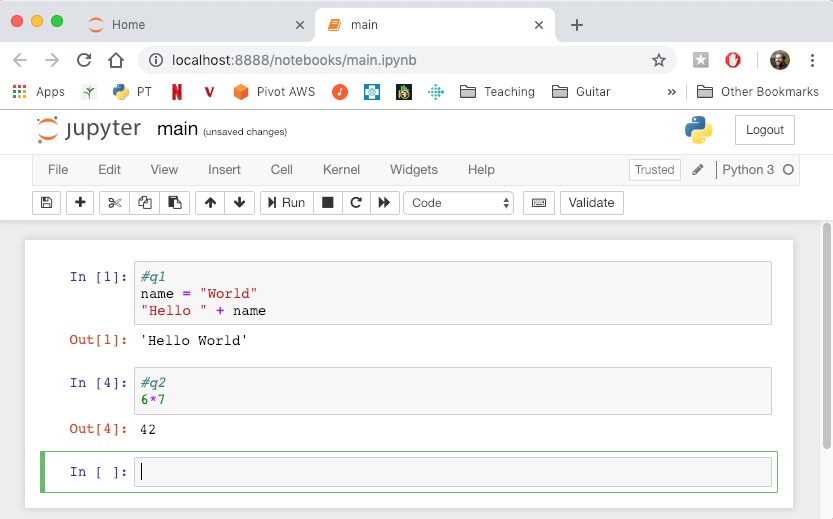 Home
main
localhost:8888/notebooks/main.ipynb
Apps PT Pivot AWS Teaching Guitar » Other Bookmarks
jupyter main (unsaved changes) Logout
File Edit View Insert Cell Kernel Widgets Help Trusted Python 3
Run Code Validate
In [1]: #q1
name = "World"
"Hello " + name
Out[1]: 'Hello World'
In [4]: #q2
6*7
Out[4]: 42
In [ ]: